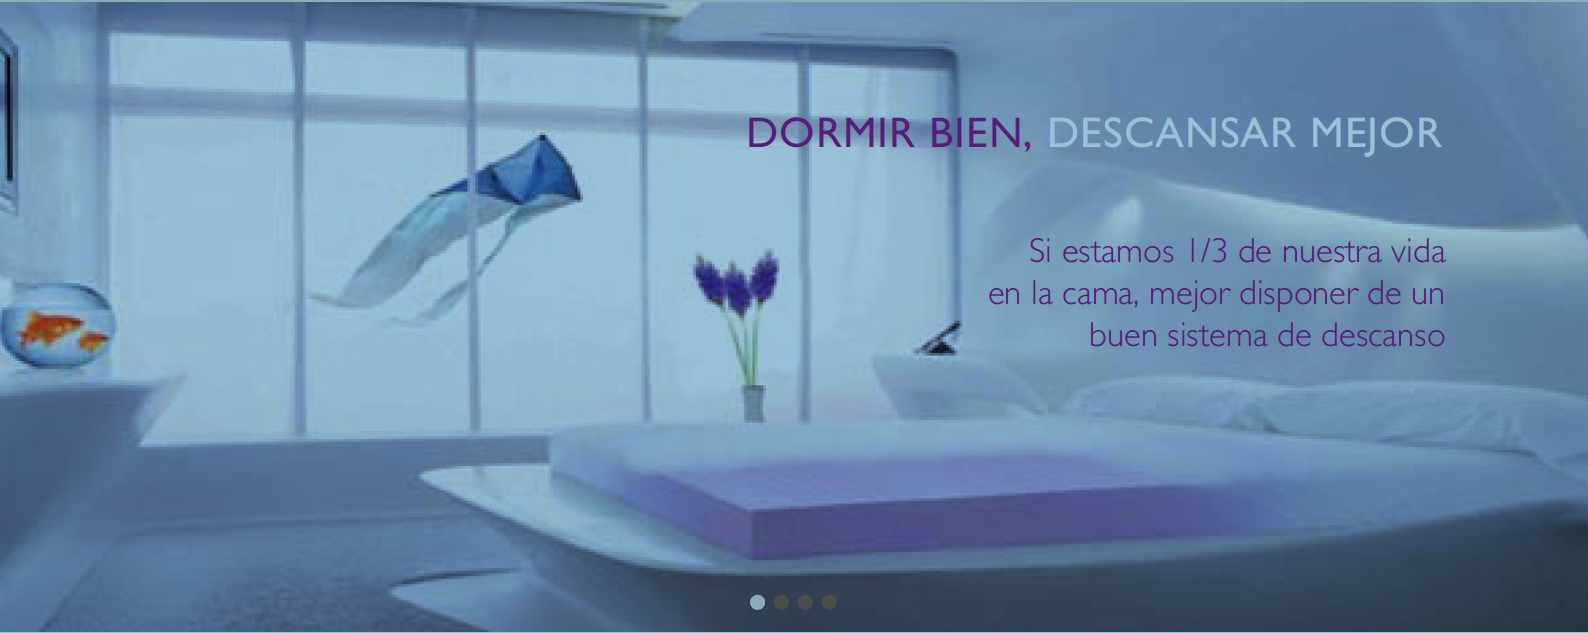 DORMIR BIEN, DESCANSAR MEJOR
Si estamos 1/3 de nuestra vida
en la cama, mejor disponer de un
buen sistema de descanso